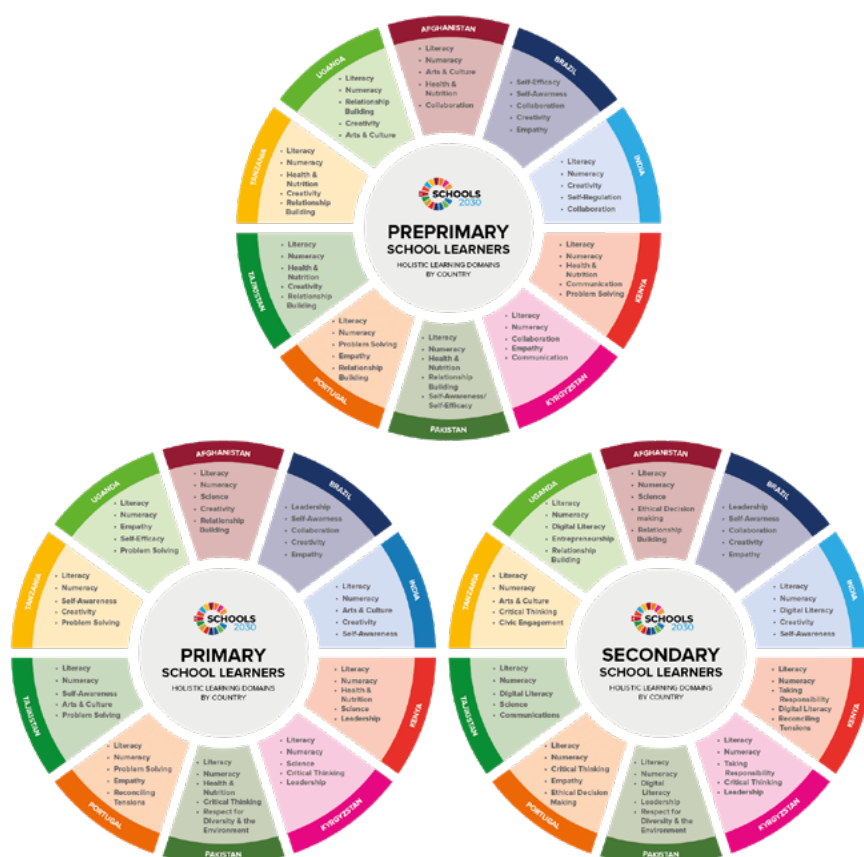 AFGHANISTAN
• Literacy
• Numeracy
• Arts & Culture
• Health &
Nutrition
• Collaboration
BRAZIL
• Self-Efficacy
• Self-Awareness
• Collaboration
• Creativity
• Empathy
INDIA
• Literacy
• Numeracy
• Creativity
• Self-Regulation
• Collaboration
KENYA
• Literacy
• Numeracy
• Health &
Nutrition
• Communication
• Problem Solving
KYRGYZSTAN
• Literacy
• Numeracy
• Collaboration
• Empathy
• Communication
PAKISTAN
• Literacy
• Numeracy
• Health &
Nutrition
• Relationship
Building
• Self-Awareness/
Self-Efficacy
PORTUGAL
• Literacy
• Numeracy
• Problem Solving
• Empathy
• Relationship
Building
TAJIKISTAN
• Literacy
• Numeracy
• Health &
Nutrition
• Creativity
• Relationship
Building
TANZANIA
• Literacy
• Numeracy
• Health &
Nutrition
• Creativity
• Relationship
Building
UGANDA
• Literacy
• Numeracy
• Relationship
Building
• Creativity
• Arts & Culture
SCHOOLS
2030
PREPRIMARY
SCHOOL LEARNERS
HOLISTIC LEARNING DOMAINS
BY COUNTRY
AFGHANISTAN
• Literacy
• Numeracy
• Science
• Creativity
• Relationship
Building
BRAZIL
• Leadership
• Self-Awareness
• Collaboration
• Creativity
• Empathy
INDIA
• Literacy
• Numeracy
• Arts & Culture
• Creativity
• Self-Awareness
KENYA
• Literacy
• Numeracy
• Health &
Nutrition
• Science
• Leadership
KYRGYZSTAN
• Literacy
• Numeracy
• Science
• Critical Thinking
• Leadership
PAKISTAN
• Literacy
• Numeracy
• Health &
Nutrition
• Critical Thinking
• Respect for
Diversity & the
Environment
PORTUGAL
• Literacy
• Numeracy
• Problem Solving
• Empathy
• Reconciling
Tensions
TAJIKISTAN
• Literacy
• Numeracy
• Self-Awareness
• Arts & Culture
• Problem Solving
TANZANIA
• Literacy
• Numeracy
• Self-Awareness
• Creativity
• Problem Solving
UGANDA
• Literacy
• Numeracy
• Empathy
• Self-Efficacy
• Problem Solving
SCHOOLS
2030
PRIMARY
SCHOOL LEARNERS
HOLISTIC LEARNING DOMAINS
BY COUNTRY
AFGHANISTAN
• Literacy
• Numeracy
• Science
• Ethical Decision
making
• Relationship
Building
BRAZIL
• Leadership
• Self-Awareness
• Collaboration
• Creativity
• Empathy
INDIA
• Literacy
• Numeracy
• Digital Literacy
• Creativity
• Self-Awareness
KENYA
• Literacy
• Numeracy
• Taking
Responsibility
• Digital Literacy
• Reconciling
Tensions
KYRGYZSTAN
• Literacy
• Numeracy
• Taking
Responsibility
• Critical Thinking
• Leadership
PAKISTAN
• Literacy
• Numeracy
• Digital
Literacy
• Leadership
• Respect for
Diversity & the
Environment
PORTUGAL
• Literacy
• Numeracy
• Critical Thinking
• Empathy
• Ethical Decision
Making
TAJIKISTAN
• Literacy
• Numeracy
• Digital Literacy
• Science
• Communications
TANZANIA
• Literacy
• Numeracy
• Arts & Culture
• Critical Thinking
• Civic Engagement
UGANDA
• Literacy
• Numeracy
• Digital Literacy
• Entrepreneurship
• Relationship
Building
SCHOOLS
2030
SECONDARY
SCHOOL LEARNERS
HOLISTIC LEARNING DOMAINS
BY COUNTRY